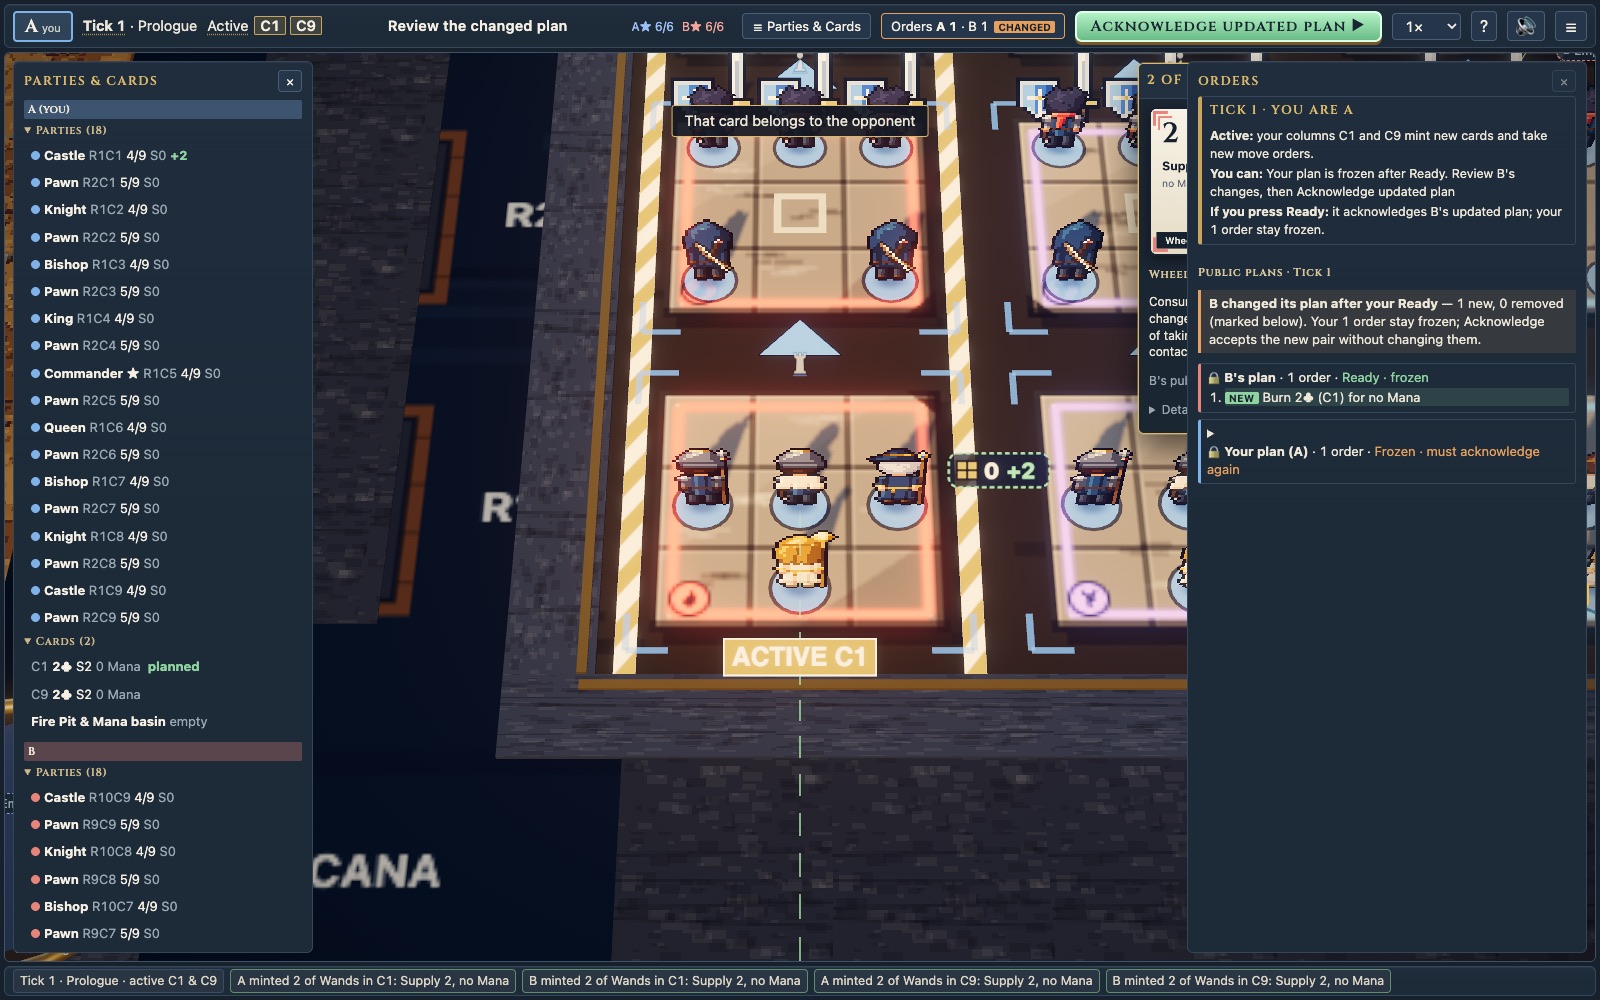 A you
Tick 1 · Prologue
Active C1 C9
Review the changed plan
A★ 6/6 B★ 6/6
≡ Parties & Cards
Orders A 1 · B 1 CHANGED
Acknowledge updated plan ▶
1×
?
≡
PARTIES & CARDS
×
A (YOU)
▼ PARTIES (18)
Castle R1C1 4/9 S0 +2
Pawn R2C1 5/9 S0
Knight R1C2 4/9 S0
Pawn R2C2 5/9 S0
Bishop R1C3 4/9 S0
Pawn R2C3 5/9 S0
King R1C4 4/9 S0
Pawn R2C4 5/9 S0
Commander ★ R1C5 4/9 S0
Pawn R2C5 5/9 S0
Queen R1C6 4/9 S0
Pawn R2C6 5/9 S0
Bishop R1C7 4/9 S0
Pawn R2C7 5/9 S0
Knight R1C8 4/9 S0
Pawn R2C8 5/9 S0
Castle R1C9 4/9 S0
Pawn R2C9 5/9 S0
▼ CARDS (2)
C1 2♣ S2 0 Mana planned
C9 2♣ S2 0 Mana
Fire Pit & Mana basin empty
B
▼ PARTIES (18)
Castle R10C9 4/9 S0
Pawn R9C9 5/9 S0
Knight R10C8 4/9 S0
Pawn R9C8 5/9 S0
Bishop R10C7 4/9 S0
Pawn R9C7 5/9 S0
That card belongs to the opponent
0 +2
ACTIVE C1
CANA
2 OF
2
Supp
no M
Whee
WHEEL
Consu
change
of takin
contac
B's pul
▶ Deta
ORDERS
×
TICK 1 · YOU ARE A
Active: your columns C1 and C9 mint new cards and take
new move orders.
You can: Your plan is frozen after Ready. Review B's
changes, then Acknowledge updated plan
If you press Ready: it acknowledges B's updated plan; your
1 order stay frozen.
PUBLIC PLANS · TICK 1
B changed its plan after your Ready — 1 new, 0 removed
(marked below). Your 1 order stay frozen; Acknowledge
accepts the new pair without changing them.
B's plan · 1 order · Ready · frozen
1. NEW Burn 2♣ (C1) for no Mana
▶
Your plan (A) · 1 order · Frozen · must acknowledge
again
Tick 1 · Prologue · active C1 & C9
A minted 2 of Wands in C1: Supply 2, no Mana
B minted 2 of Wands in C1: Supply 2, no Mana
A minted 2 of Wands in C9: Supply 2, no Mana
B minted 2 of Wands in C9: Supply 2, no Mana